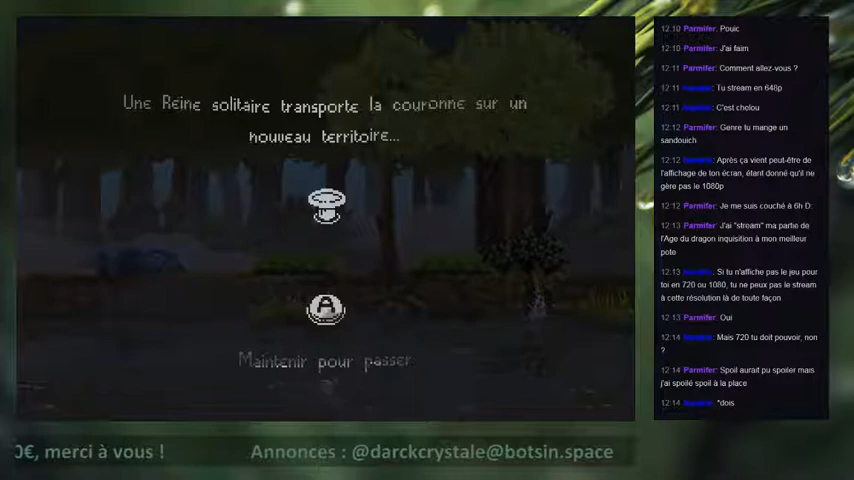 Une Reine solitaire transporte la couronne sur un
nouveau territoire...
A
Maintenir pour passer
12:10 Parmifer: Pouic
12:10 Parmifer: J'ai faim
12:11 Parmifer: Comment allez-vous ?
12:11 : Tu stream en 648p
12:11 : C'est chelou
12:12 Parmifer: Genre tu mange un
sandouich
12:12 : Après ça vient peut-être de
l'affichage de ton écran, étant donné qu'il ne
gère pas le 1080p
12:12 Parmifer: Je me suis couché à 6h D:
12:13 Parmifer: J'ai "stream" ma partie de
l'Age du dragon inquisition à mon meilleur
pote
12:13 : Si tu n'affiche pas le jeu pour
toi en 720 ou 1080, tu ne peux pas le stream
à cette résolution là de toute façon
12:13 Parmifer: Oui
12:14 : Mais 720 tu doit pouvoir, non
?
12:14 Parmifer: Spoil aurait pu spoiler mais
j'ai spoilé spoil à la place
12:14 : *dois
0€, merci à vous ! Annonces : @darckcrystale@botsin.space